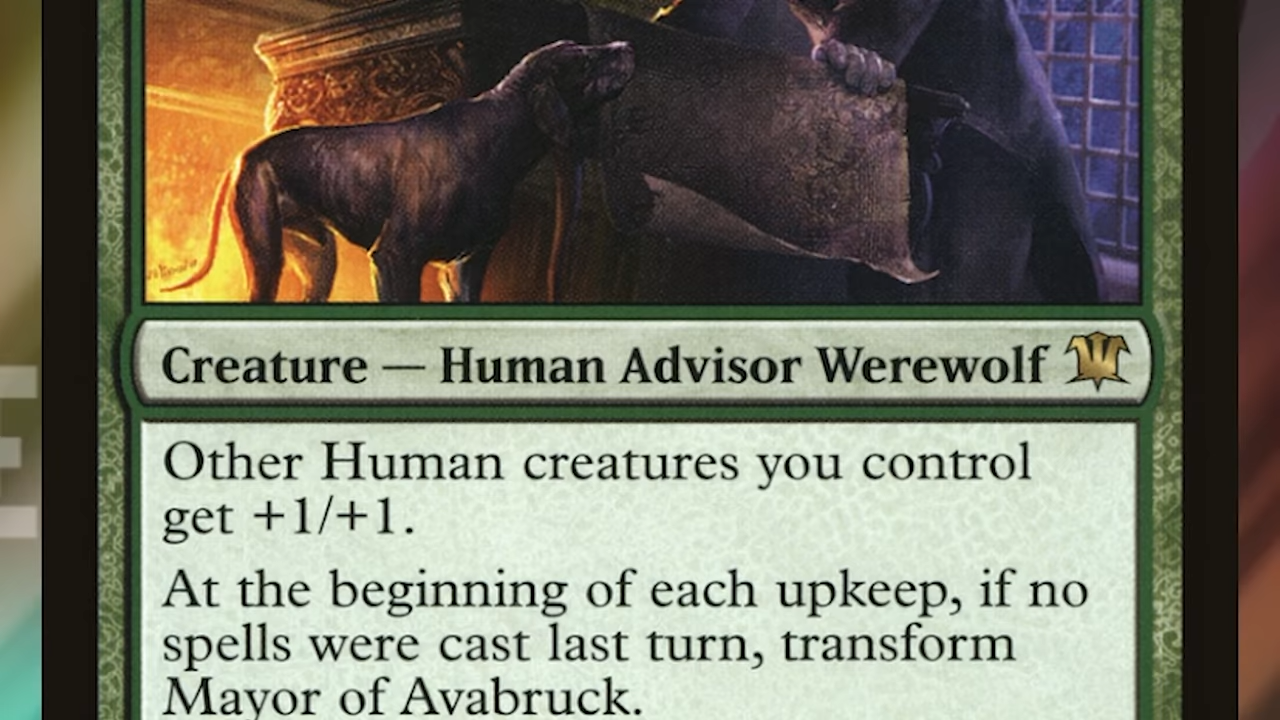 Creature — Human Advisor Werewolf
Other Human creatures you control
get +1/+1.
At the beginning of each upkeep, if no
spells were cast last turn, transform
Mayor of Avabruck.